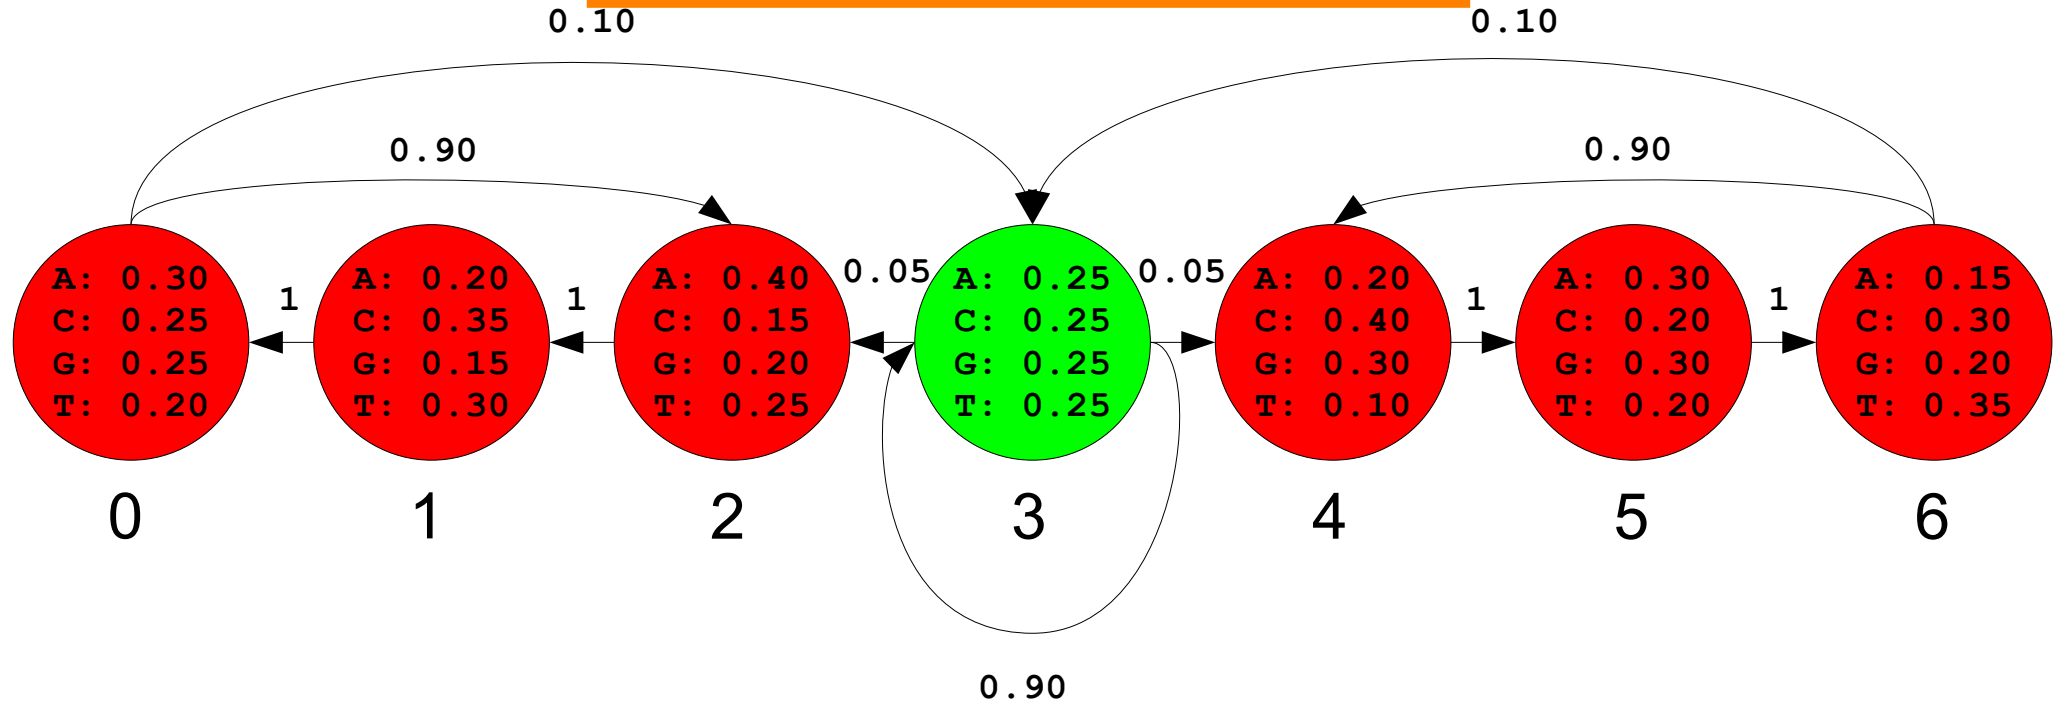 0.10 0.10
0.90 0.90
A: 0.30
C: 0.25
G: 0.25
T: 0.20
1
A: 0.20
C: 0.35
G: 0.15
T: 0.30
1
A: 0.40
C: 0.15
G: 0.20
T: 0.25
0.05
A: 0.25
C: 0.25
G: 0.25
T: 0.25
0.05
A: 0.20
C: 0.40
G: 0.30
T: 0.10
1
A: 0.30
C: 0.20
G: 0.30
T: 0.20
1
A: 0.15
C: 0.30
G: 0.20
T: 0.35
0 1 2 3 4 5 6
0.90